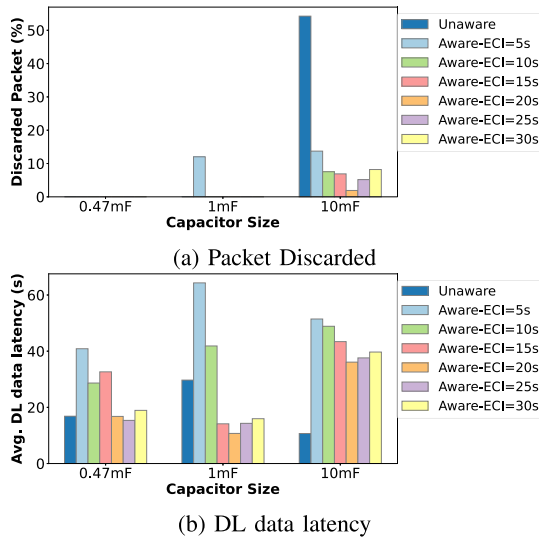 Discarded Packet (%)
50
40
30
20
10
0
0.47mF 1mF 10mF
Capacitor Size
Unaware
Aware-ECI=5s
Aware-ECI=10s
Aware-ECI=15s
Aware-ECI=20s
Aware-ECI=25s
Aware-ECI=30s
(a) Packet Discarded
Avg. DL data latency (s)
60
40
20
0
0.47mF 1mF 10mF
Capacitor Size
Unaware
Aware-ECI=5s
Aware-ECI=10s
Aware-ECI=15s
Aware-ECI=20s
Aware-ECI=25s
Aware-ECI=30s
(b) DL data latency